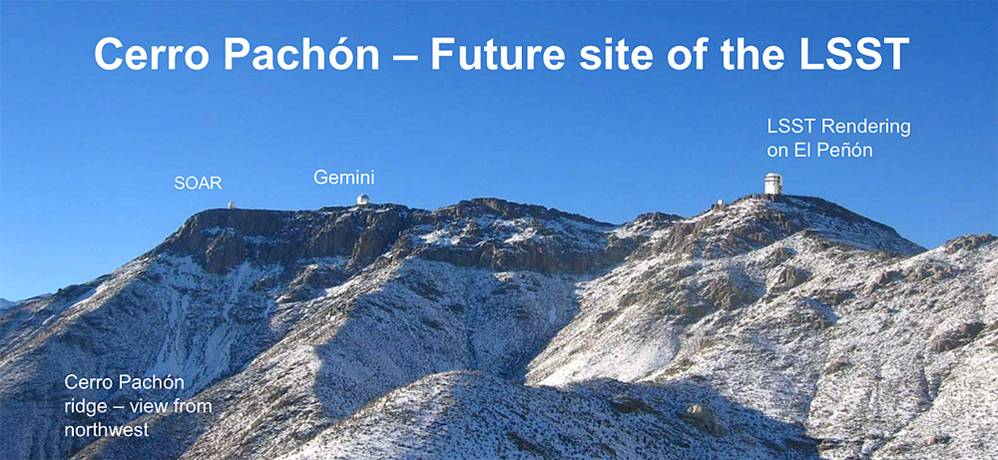 Cerro Pachón – Future site of the LSST
LSST Rendering
on El Peñón
SOAR
Gemini
Cerro Pachón
ridge – view from
northwest